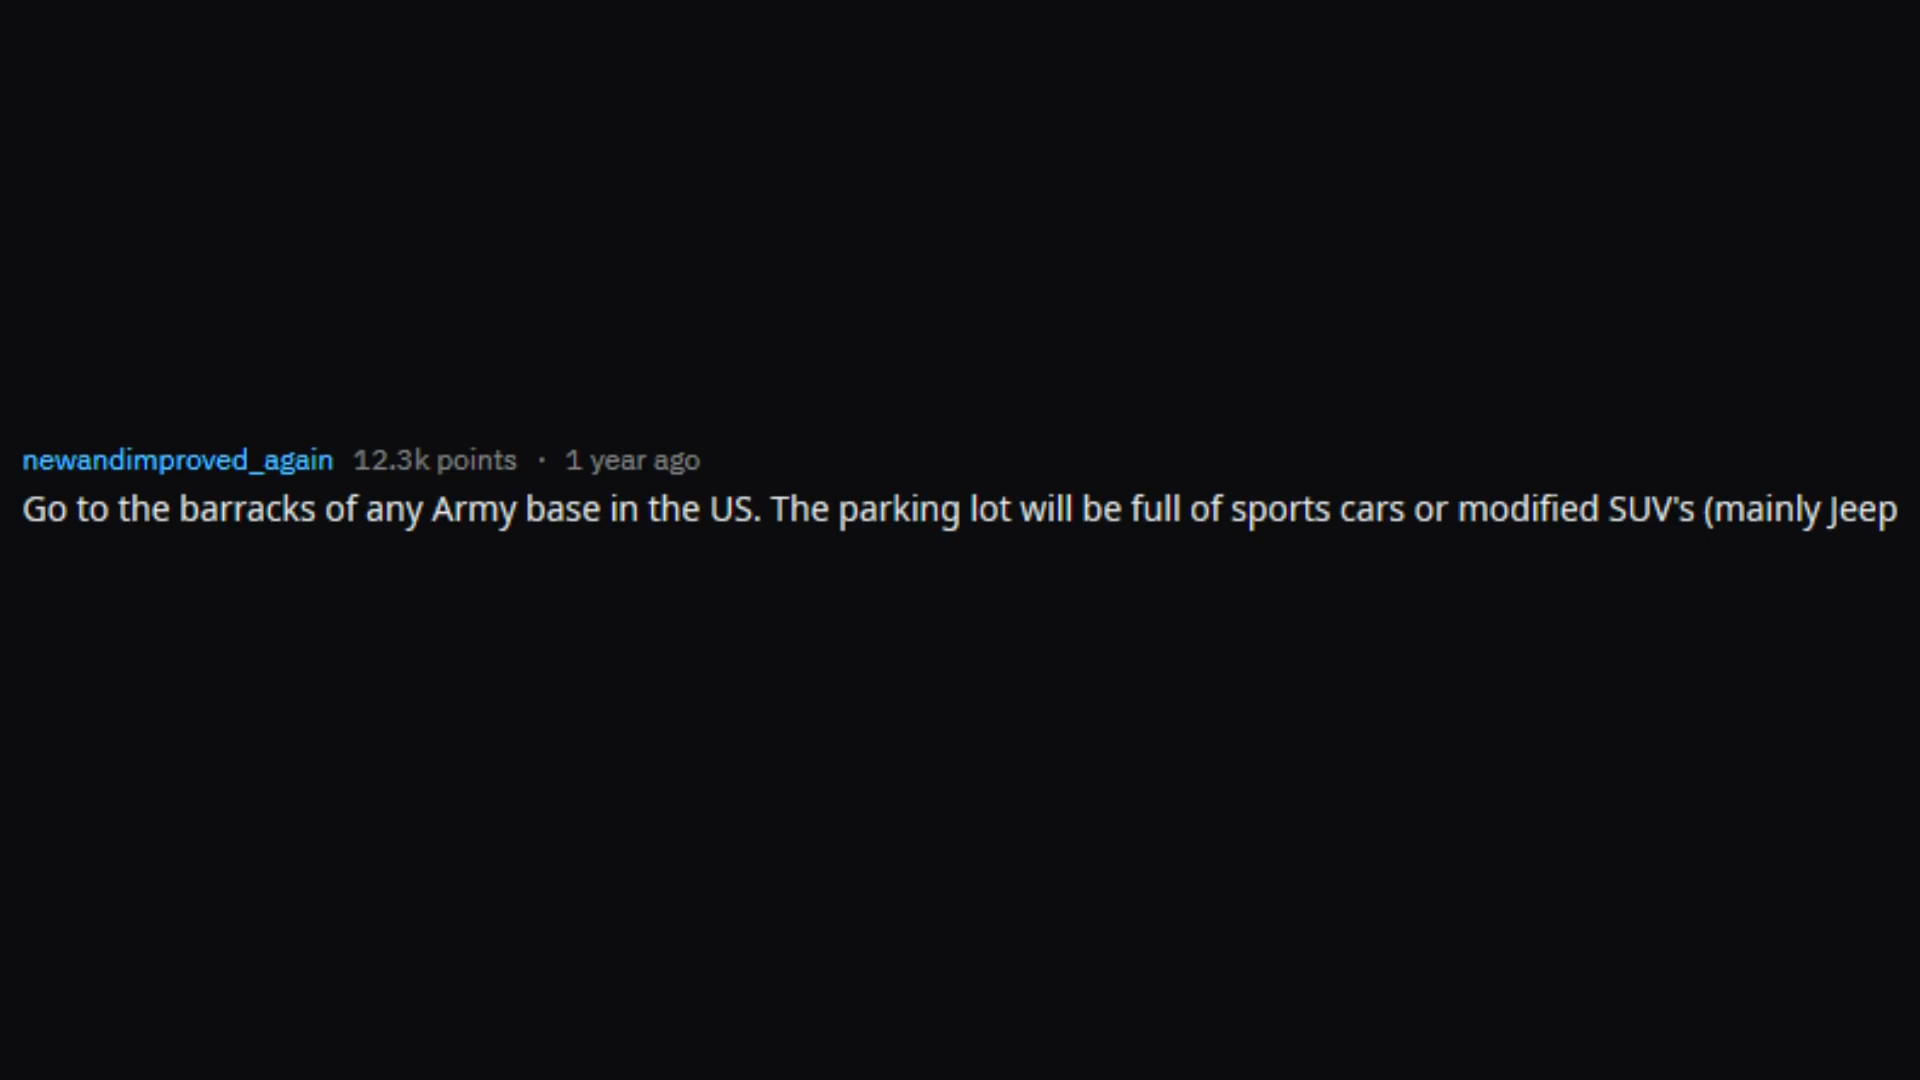 newandimproved_again 12.3k points · 1 year ago
Go to the barracks of any Army base in the US. The parking lot will be full of sports cars or modified SUV's (mainly Jeep